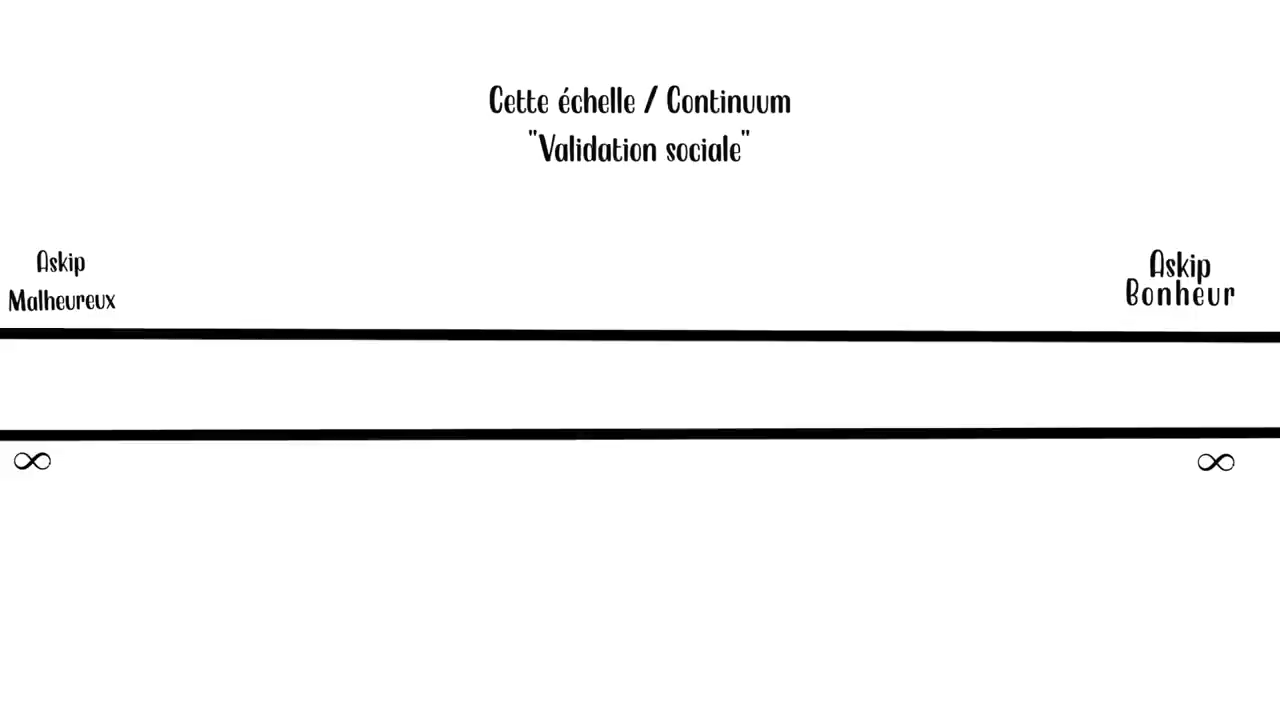 Cette échelle / Continuum
"Validation sociale"
Askip
Malheureux
Askip
Bonheur
∞
∞